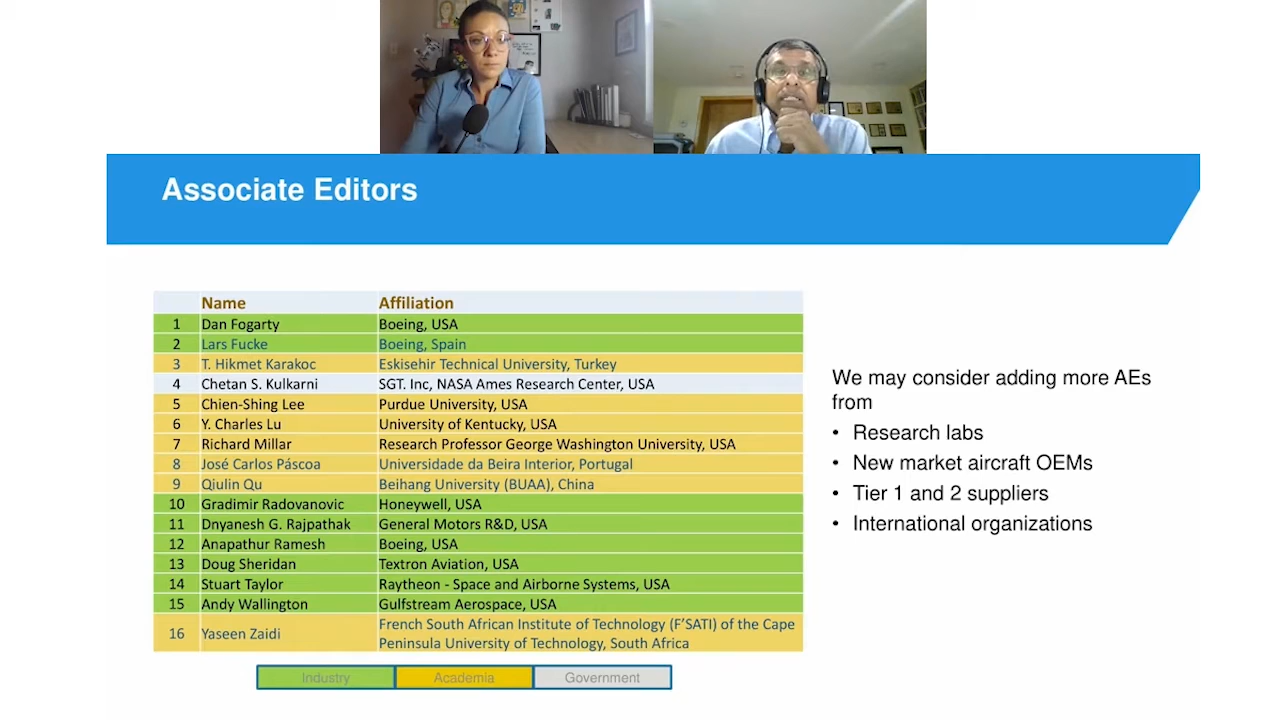 Associate Editors
Name Affiliation
1 Dan Fogarty Boeing, USA
2 Lars Fucke Boeing, Spain
3 T. Hikmet Karakoc Eskisehir Technical University, Turkey
4 Chetan S. Kulkarni SGT. Inc, NASA Ames Research Center, USA
5 Chien-Shing Lee Purdue University, USA
6 Y. Charles Lu University of Kentucky, USA
7 Richard Millar Research Professor George Washington University, USA
8 José Carlos Páscoa Universidade da Beira Interior, Portugal
9 Qiulin Qu Beihang University (BUAA), China
10 Gradimir Radovanovic Honeywell, USA
11 Dnyanesh G. Rajpathak General Motors R&D, USA
12 Anapathur Ramesh Boeing, USA
13 Doug Sheridan Textron Aviation, USA
14 Stuart Taylor Raytheon - Space and Airborne Systems, USA
15 Andy Wallington Gulfstream Aerospace, USA
16 Yaseen Zaidi French South African Institute of Technology (F'SATI) of the Cape
Peninsula University of Technology, South Africa
Industry Academia Government
We may consider adding more AEs
from
• Research labs
• New market aircraft OEMs
• Tier 1 and 2 suppliers
• International organizations